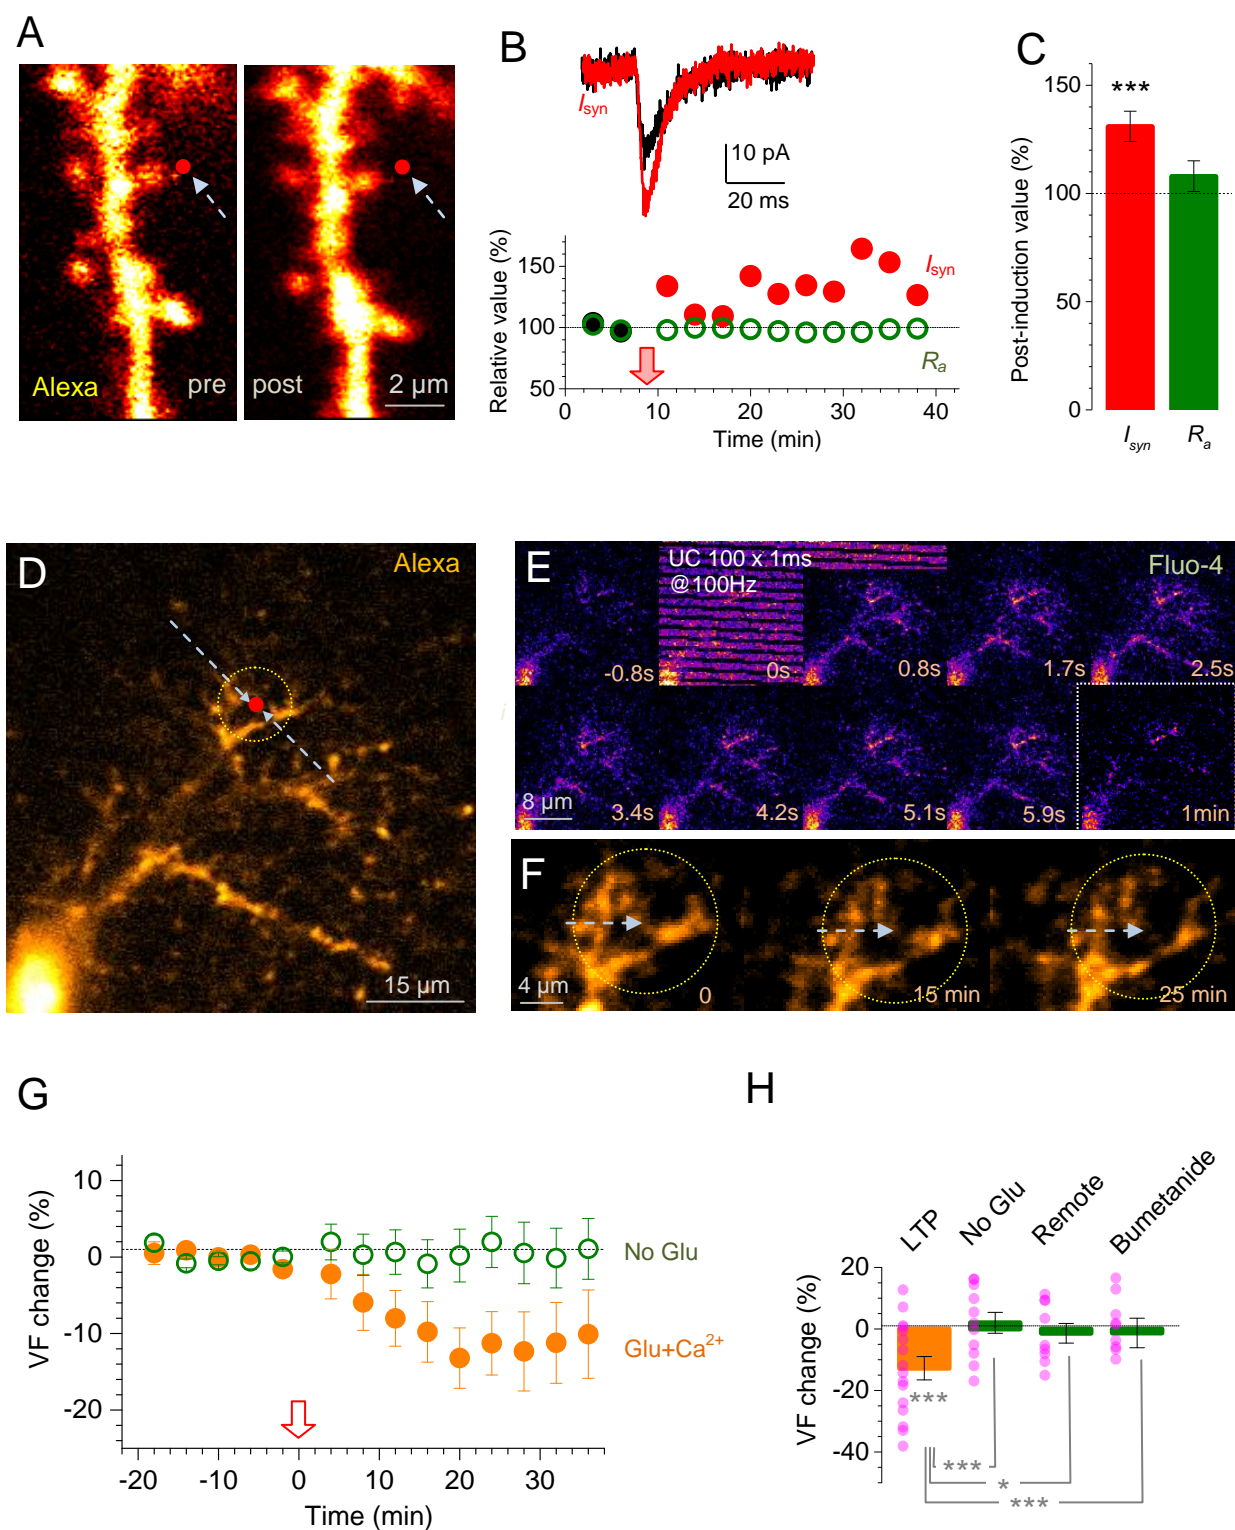 A
Alexa
pre
post
2 µm
B
Isyn
10 pA
20 ms
Relative value (%)
150
100
50
Isyn
Ra
0
10
20
30
40
Time (min)
C
***
Post-induction value (%)
150
100
50
0
Isyn
Ra
D
Alexa
15 µm
E
UC 100 x 1ms
@100Hz
Fluo-4
-0.8s
0s
0.8s
1.7s
2.5s
8 µm
3.4s
4.2s
5.1s
5.9s
1min
F
4 µm
0
15 min
25 min
G
VF change (%)
10
0
-10
-20
No Glu
Glu+Ca2+
-20
-10
0
10
20
30
Time (min)
H
LTP
No Glu
Remote
Bumetanide
VF change (%)
20
0
-20
-40
***
***
*
***